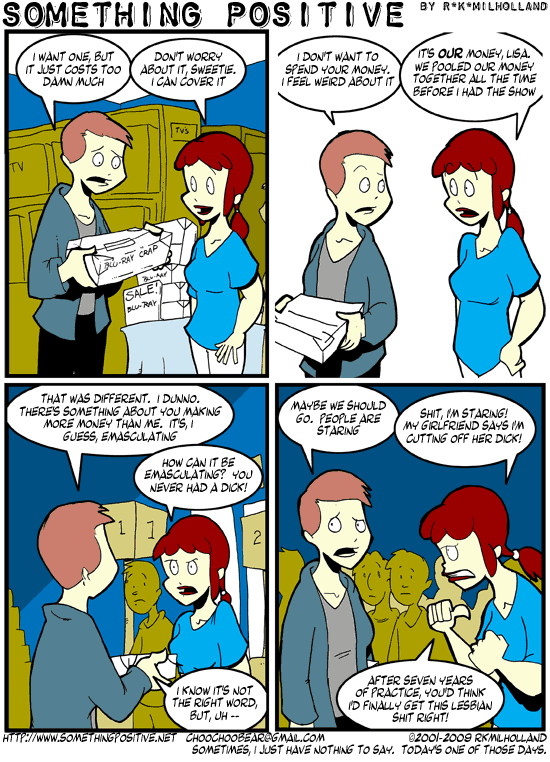 SOMETHING POSITIVE BY R*K*MILHOLLAND
I WANT ONE, BUT
IT JUST COSTS TOO
DAMN MUCH
DON'T WORRY
ABOUT IT, SWEETIE.
I CAN COVER IT
TV
TV'S
BLU-RAY CRAP
BLU-RAY
SALE!
BLU-RAY
I DON'T WANT TO
SPEND YOUR MONEY.
I FEEL WEIRD ABOUT IT
IT'S OUR MONEY, LISA.
WE POOLED OUR MONEY
TOGETHER ALL THE TIME
BEFORE I HAD THE SHOW
THAT WAS DIFFERENT. I DUNNO.
THERE'S SOMETHING ABOUT YOU MAKING
MORE MONEY THAN ME. IT'S, I
GUESS, EMASCULATING
HOW CAN IT BE
EMASCULATING? YOU
NEVER HAD A DICK!
1 1
2
I KNOW IT'S NOT
THE RIGHT WORD,
BUT, UH --
MAYBE WE SHOULD
GO. PEOPLE ARE
STARING
SHIT, I'M STARING!
MY GIRLFRIEND SAYS I'M
CUTTING OFF HER DICK!
AFTER SEVEN YEARS
OF PRACTICE, YOU'D THINK
I'D FINALLY GET THIS LESBIAN
SHIT RIGHT!
HTTP://WWW.SOMETHINGPOSITIVE.NET CHOOCHOOBEAR@GMAIL.COM ©2001-2009 RKMILHOLLAND
SOMETIMES, I JUST HAVE NOTHING TO SAY. TODAY'S ONE OF THOSE DAYS.